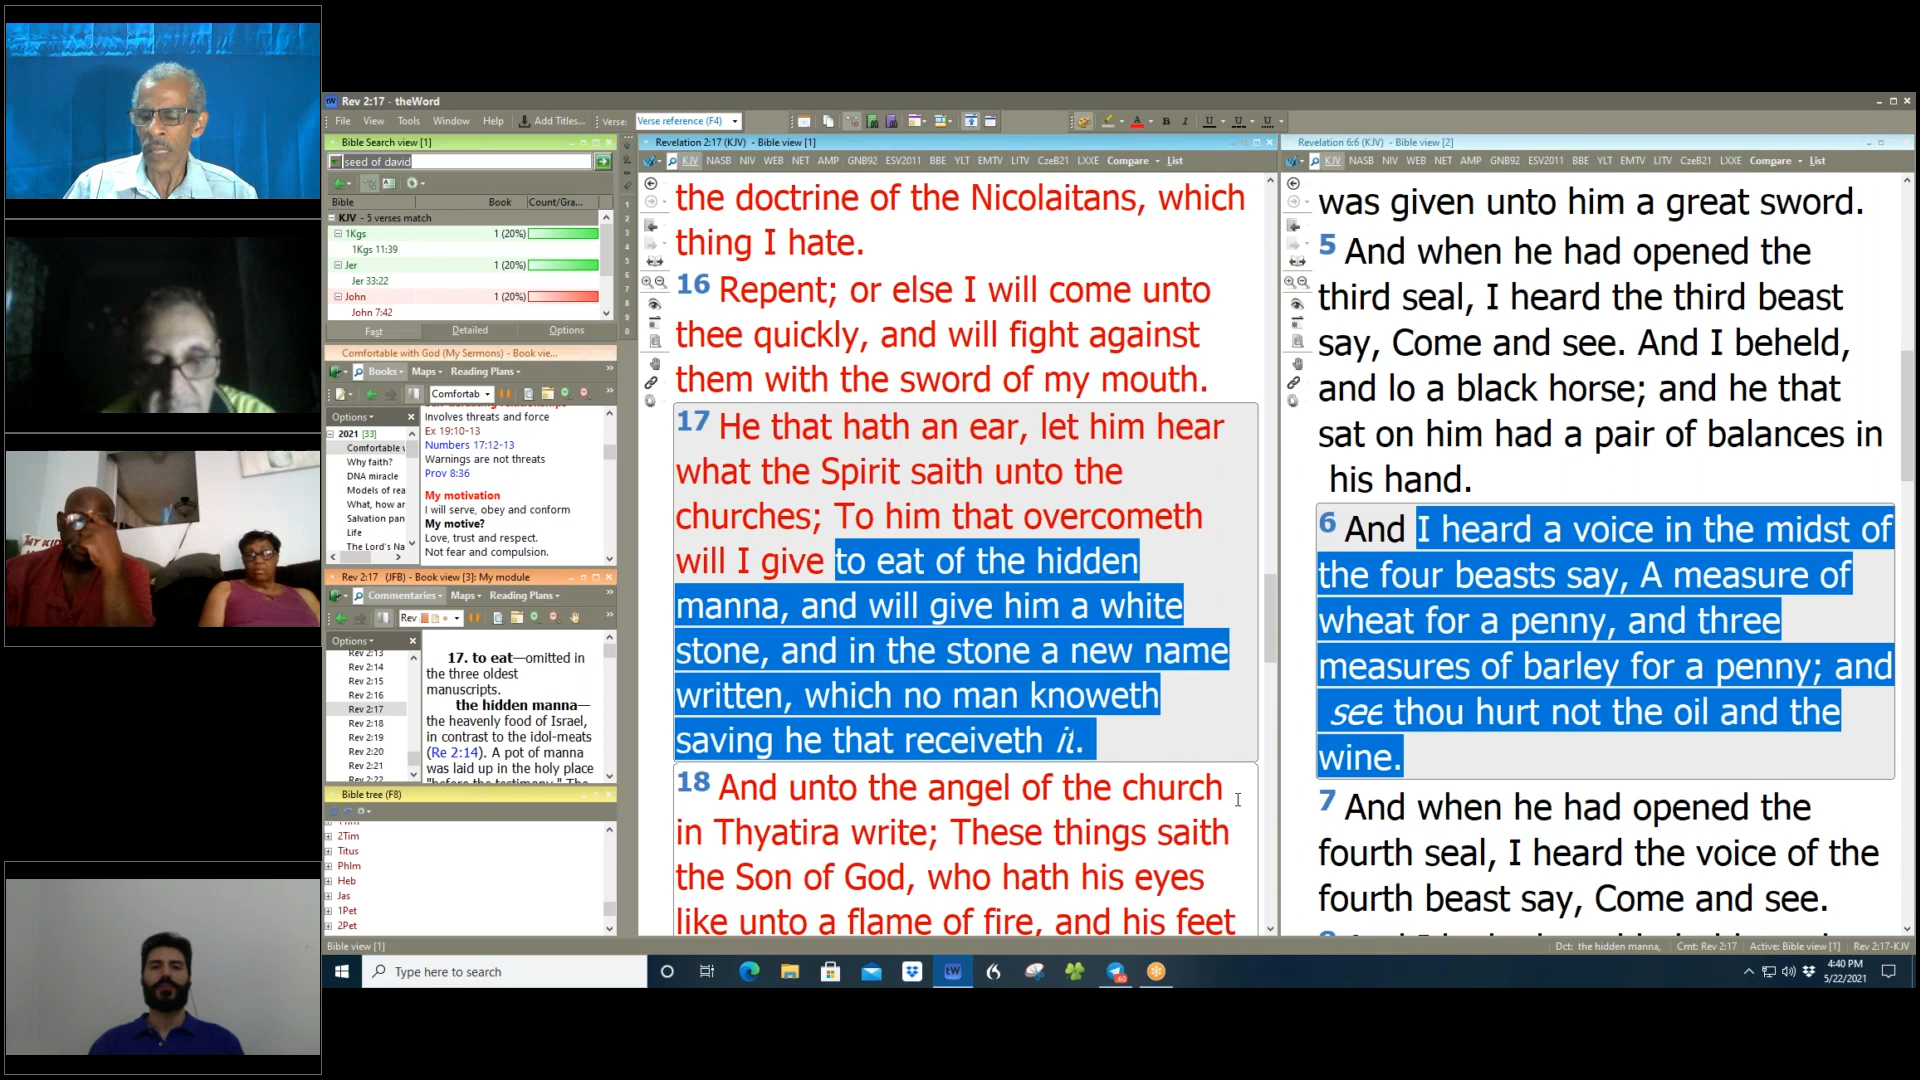 Rev 2:17 - theWord
File View Tools Window Help Add Titles... Verse: Verse reference (F4)
Bible Search view [1]
seed of david
Bible Book Count/Gra...
KJV - 5 verses match
1Kgs 1 (20%)
1Kgs 11:39
Jer 1 (20%)
Jer 33:22
John 1 (20%)
John 7:42
Fast Detailed Options
Comfortable with God (My Sermons) - Book vie...
Books Maps Reading Plans
Comfortab
Options
2021 [33]
Comfortable
Why faith?
DNA miracle
Models of rea
What, how ar
Salvation pan
Life
The Lord's Na
Involves threats and force
Ex 19:10-13
Numbers 17:12-13
Warnings are not threats
Prov 8:36
My motivation
I will serve, obey and conform
My motive?
Love, trust and respect.
Not fear and compulsion.
Rev 2:17 (JFB) - Book view [3]: My module
Commentaries Maps Reading Plans
Rev
Options
Rev 2:13
Rev 2:14
Rev 2:15
Rev 2:16
Rev 2:17
Rev 2:18
Rev 2:19
Rev 2:20
Rev 2:21
Rev 2:22
17. to eat—omitted in
the three oldest
manuscripts.
the hidden manna—
the heavenly food of Israel,
in contrast to the idol-meats
(Re 2:14). A pot of manna
was laid up in the holy place
Bible tree (F8)
2Tim
Titus
Phlm
Heb
Jas
1Pet
2Pet
Bible view [1]
Revelation 2:17 (KJV) - Bible view [1]
KJV NASB NIV WEB NET AMP GNB92 ESV2011 BBE YLT EMTV LITV CzeB21 LXXE Compare List
the doctrine of the Nicolaitans, which
thing I hate.
16 Repent; or else I will come unto
thee quickly, and will fight against
them with the sword of my mouth.
17 He that hath an ear, let him hear
what the Spirit saith unto the
churches; To him that overcometh
will I give to eat of the hidden
manna, and will give him a white
stone, and in the stone a new name
written, which no man knoweth
saving he that receiveth it.
18 And unto the angel of the church
in Thyatira write; These things saith
the Son of God, who hath his eyes
like unto a flame of fire, and his feet
Revelation 6:6 (KJV) - Bible view [2]
KJV NASB NIV WEB NET AMP GNB92 ESV2011 BBE YLT EMTV LITV CzeB21 LXXE Compare List
was given unto him a great sword.
5 And when he had opened the
third seal, I heard the third beast
say, Come and see. And I beheld,
and lo a black horse; and he that
sat on him had a pair of balances in
his hand.
6 And I heard a voice in the midst of
the four beasts say, A measure of
wheat for a penny, and three
measures of barley for a penny; and
see thou hurt not the oil and the
wine.
7 And when he had opened the
fourth seal, I heard the voice of the
fourth beast say, Come and see.
Dct: the hidden manna, Cmt: Rev 2:17 Active: Bible view [1] Rev 2:17-KJV
Type here to search
4:40 PM
5/22/2021